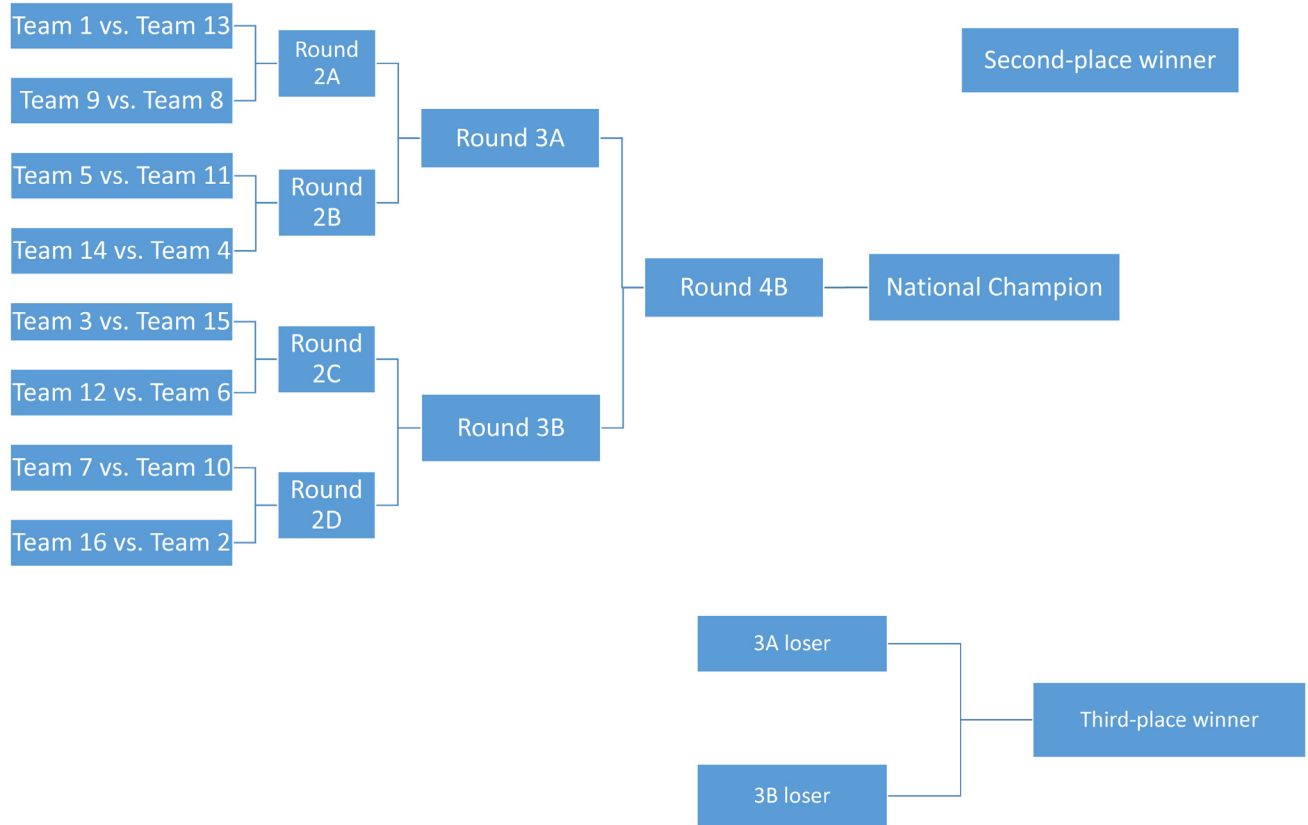 Team 1 vs. Team 13
Team 9 vs. Team 8
Team 5 vs. Team 11
Team 14 vs. Team 4
Team 3 vs. Team 15
Team 12 vs. Team 6
Team 7 vs. Team 10
Team 16 vs. Team 2
Round
2A
Round
2B
Round
2C
Round
2D
Round 3A
Round 3B
Round 4B
National Champion
Second-place winner
3A loser
3B loser
Third-place winner